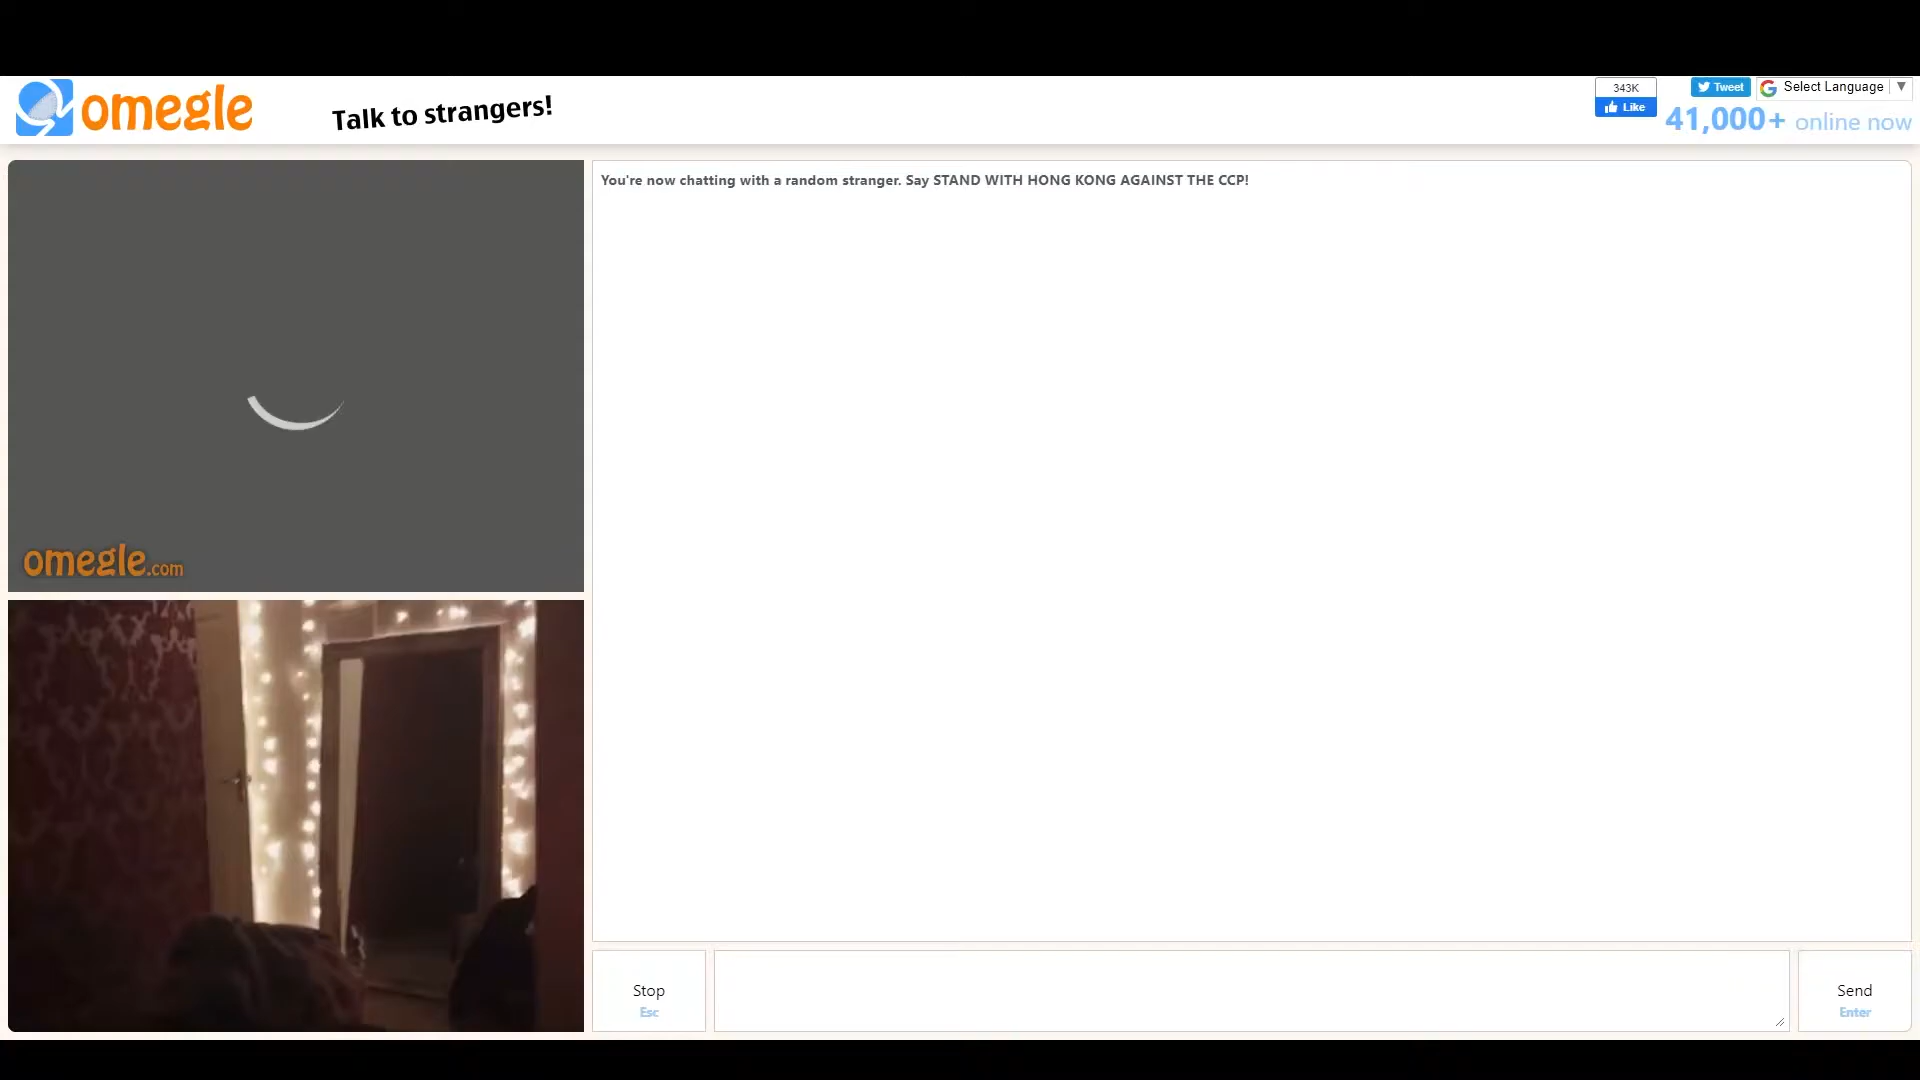 omegle
Talk to strangers!
343K
Like
Tweet
Select Language
41,000+ online now
You're now chatting with a random stranger. Say STAND WITH HONG KONG AGAINST THE CCP!
omegle.com
Stop
Esc
Send
Enter